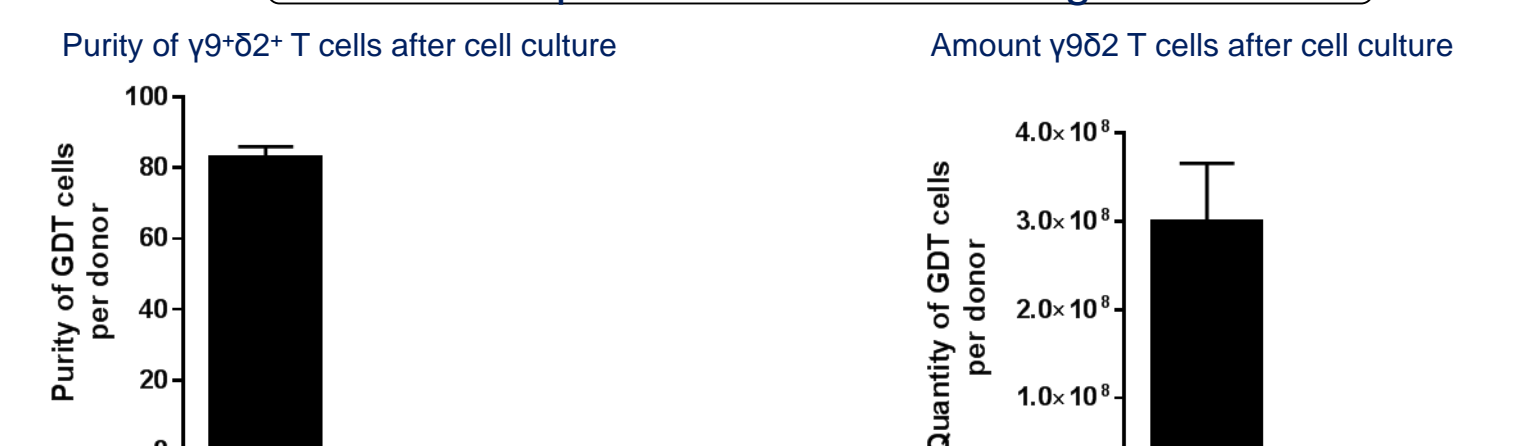 Purity of γ9⁺δ2⁺ T cells after cell culture
100
80
60
40
20
0
Purity of GDT cells
per donor
Amount γ9δ2 T cells after cell culture
4.0×10⁸
3.0×10⁸
2.0×10⁸
1.0×10⁸
Quantity of GDT cells
per donor